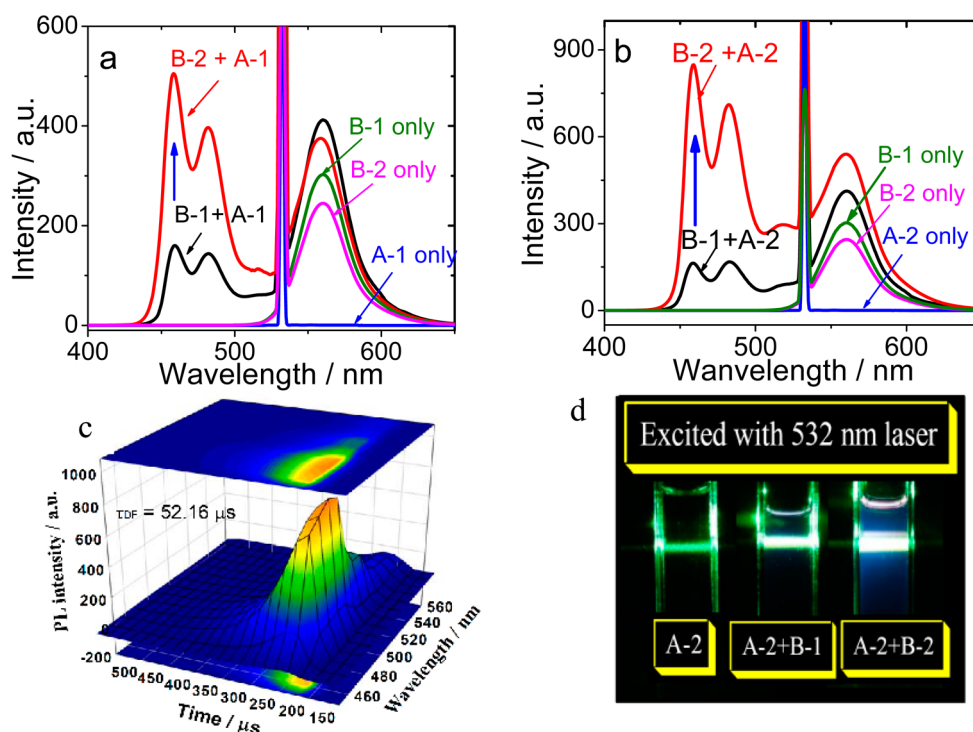 a
600
400
200
0
Intensity / a.u.
B-2 + A-1
B-1+A-1
B-1 only
B-2 only
A-1 only
400
500
600
Wavelength / nm
b
900
600
300
0
Intensity / a.u.
B-2 +A-2
B-1+A-2
B-1 only
B-2 only
A-2 only
400
500
600
Wanvelength / nm
c
1000
800
600
400
200
0
-200
PL intensity / a.u.
τDF = 52.16 μs
500 450 400 350 300 250 200 150
Time / μs
460 480 500 520 540 560
Wavelength / nm
d
Excited with 532 nm laser
A-2
A-2+B-1
A-2+B-2